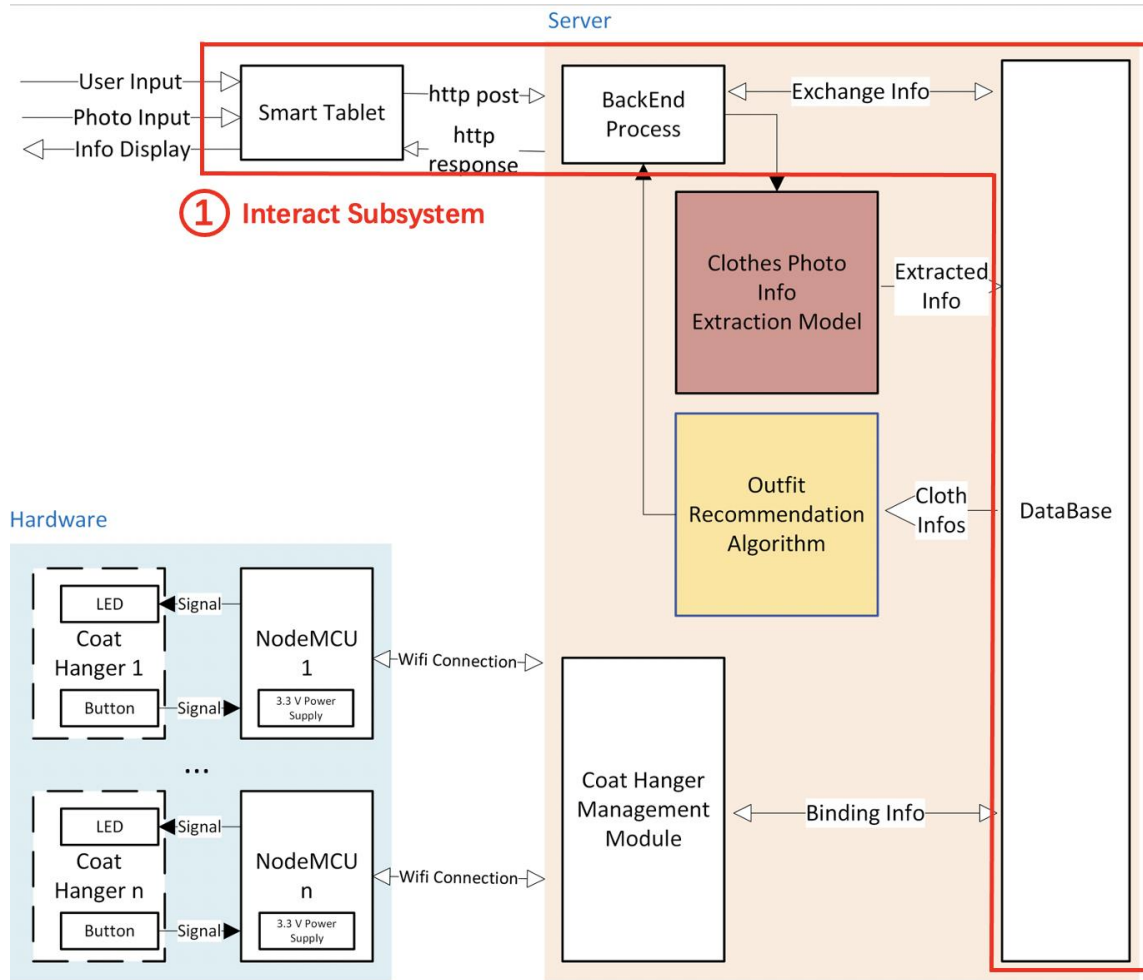 Server
User Input
Photo Input
Info Display
Smart Tablet
http post
http
response
BackEnd
Process
Exchange Info
① Interact Subsystem
Clothes Photo
Info
Extraction Model
Extracted
Info
Outfit
Recommendation
Algorithm
Cloth
Infos
DataBase
Hardware
LED
Signal
Coat
Hanger 1
Button
Signal
NodeMCU
1
3.3 V Power
Supply
Wifi Connection
...
LED
Signal
Coat
Hanger n
Button
Signal
NodeMCU
n
3.3 V Power
Supply
Wifi Connection
Coat Hanger
Management
Module
Binding Info